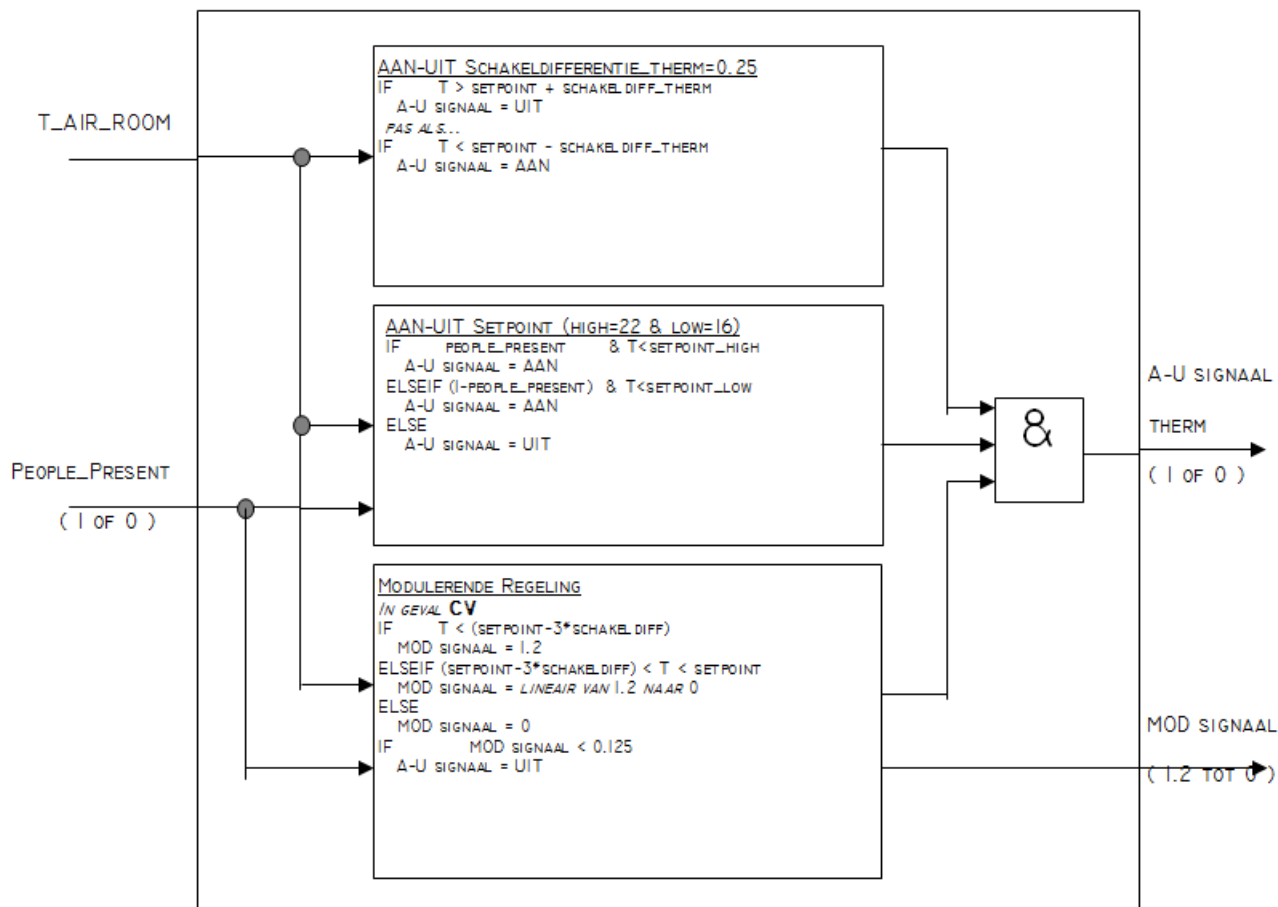 T_AIR_ROOM
PEOPLE_PRESENT
( 1 OF 0 )
AAN-UIT SCHAKELDIFFERENTIE_THERM=0.25
IF T > SETPOINT + SCHAKELDIFF_THERM
A-U SIGNAAL = UIT
PAS ALS...
IF T < SETPOINT - SCHAKELDIFF_THERM
A-U SIGNAAL = AAN
AAN-UIT SETPOINT (HIGH=22 & LOW=16)
IF PEOPLE_PRESENT & T<SETPOINT_HIGH
A-U SIGNAAL = AAN
ELSEIF (1-PEOPLE_PRESENT) & T<SETPOINT_LOW
A-U SIGNAAL = AAN
ELSE
A-U SIGNAAL = UIT
MODULERENDE REGELING
IN GEVAL CV
IF T < (SETPOINT-3*SCHAKELDIFF)
MOD SIGNAAL = 1.2
ELSEIF (SETPOINT-3*SCHAKELDIFF) < T < SETPOINT
MOD SIGNAAL = LINEAIR VAN 1.2 NAAR 0
ELSE
MOD SIGNAAL = 0
IF MOD SIGNAAL < 0.125
A-U SIGNAAL = UIT
&
A-U SIGNAAL
THERM
( 1 OF 0 )
MOD SIGNAAL
( 1.2 TOT 0 )